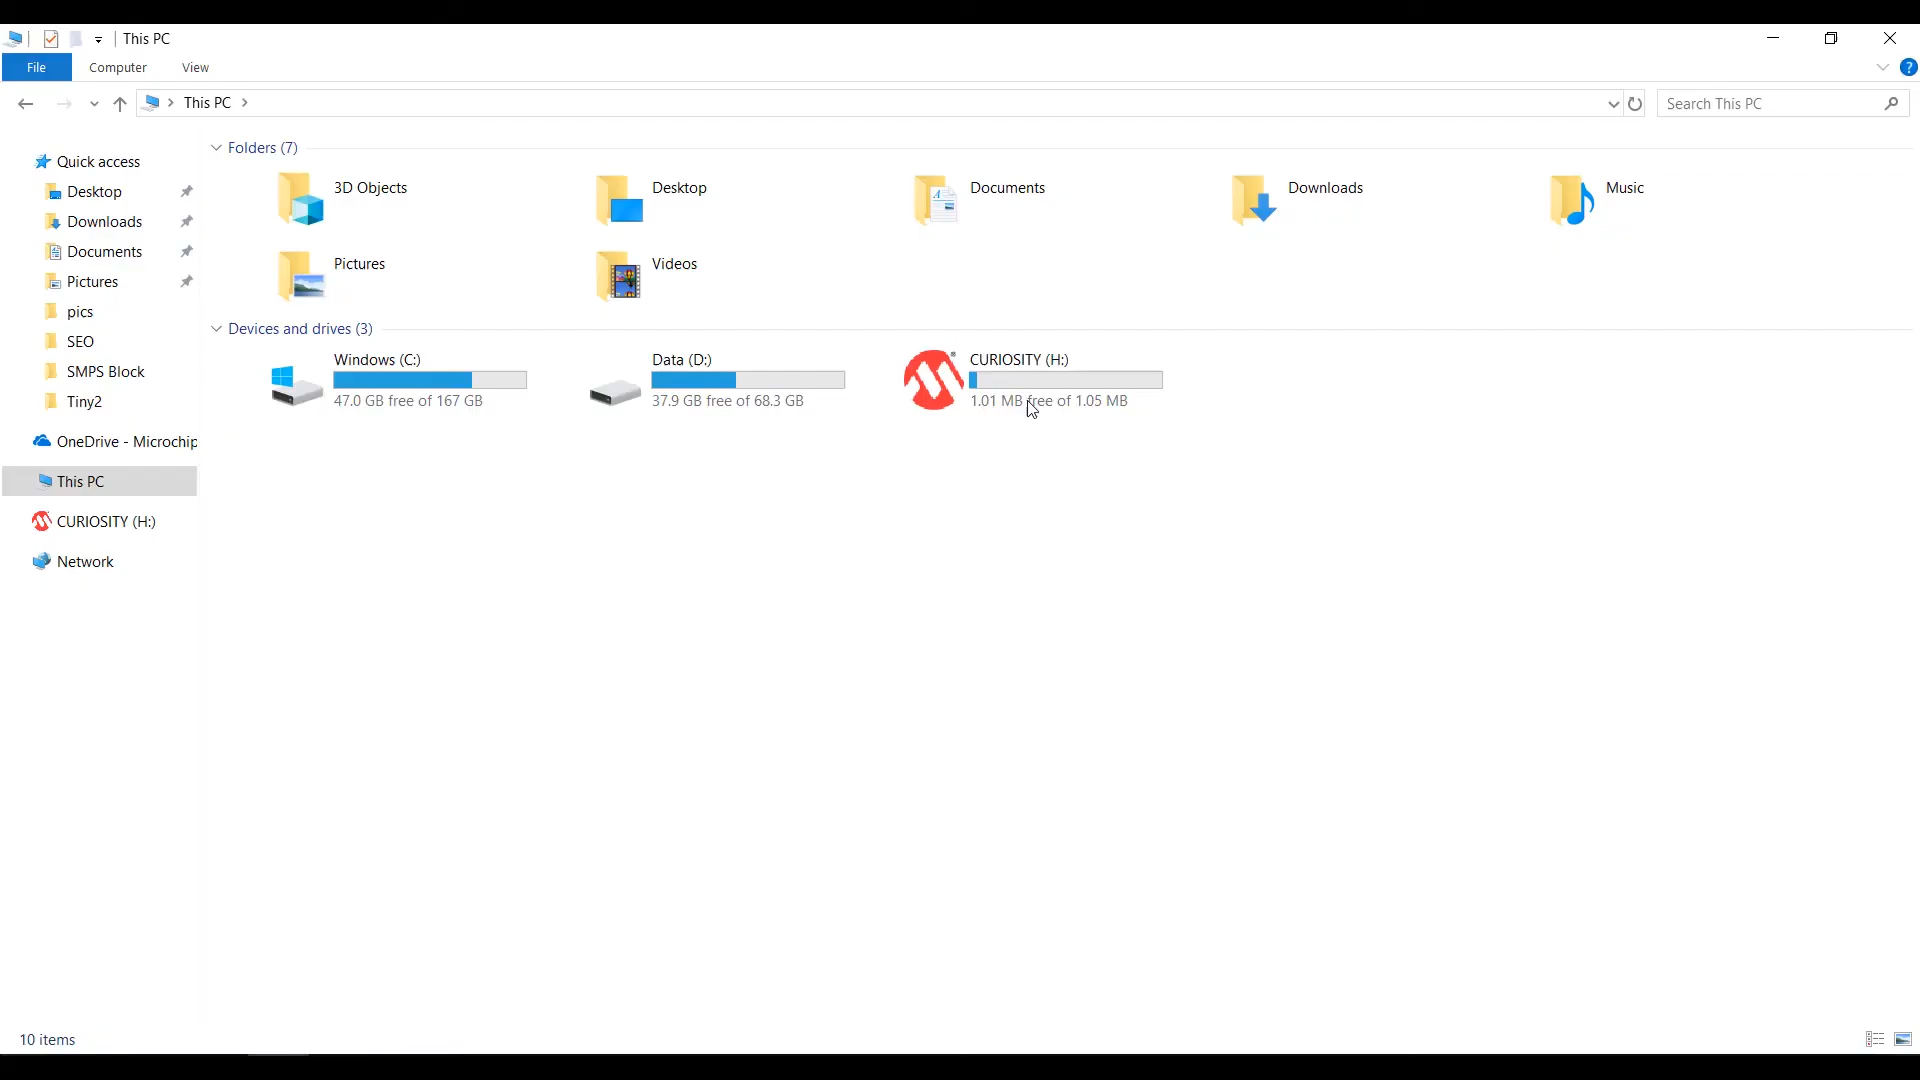 This PC
File Computer View
This PC
Search This PC
Quick access
Desktop
Downloads
Documents
Pictures
pics
SEO
SMPS Block
Tiny2
OneDrive - Microchip
This PC
CURIOSITY (H:)
Network
Folders (7)
3D Objects Desktop Documents Downloads Music
Pictures Videos
Devices and drives (3)
Windows (C:) Data (D:) CURIOSITY (H:)
47.0 GB free of 167 GB 37.9 GB free of 68.3 GB 1.01 MB free of 1.05 MB
10 items